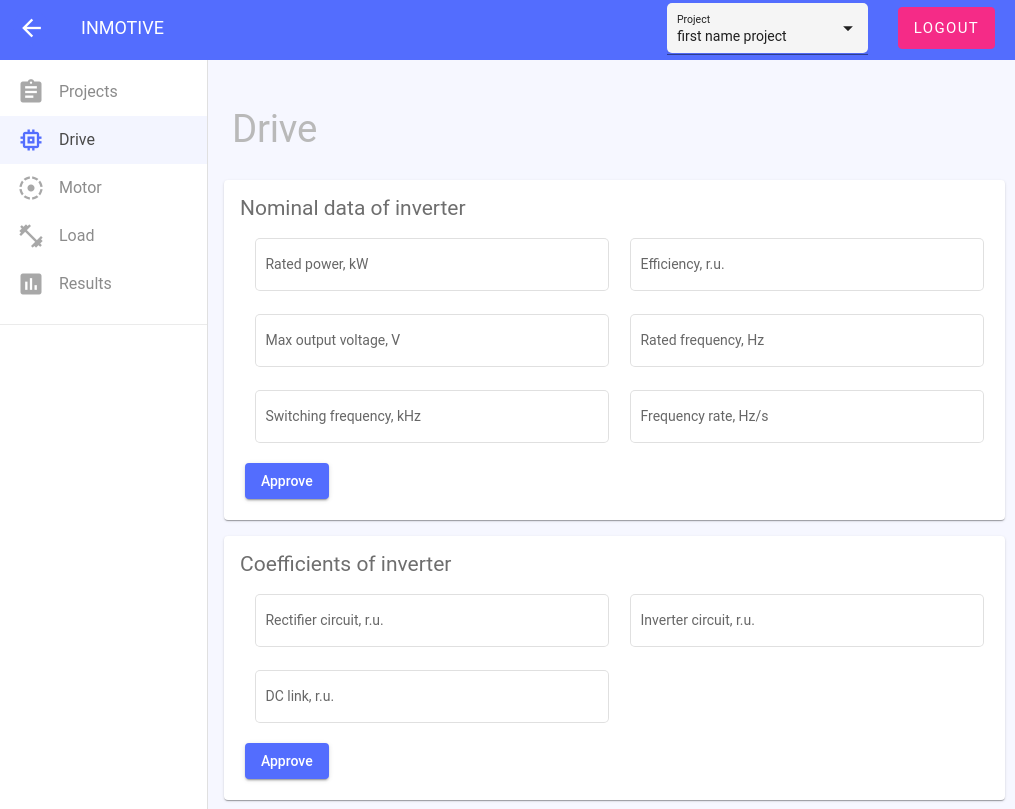 INMOTIVE
Project
first name project
LOGOUT
Projects
Drive
Motor
Load
Results
Drive
Nominal data of inverter
Rated power, kW
Efficiency, r.u.
Max output voltage, V
Rated frequency, Hz
Switching frequency, kHz
Frequency rate, Hz/s
Approve
Coefficients of inverter
Rectifier circuit, r.u.
Inverter circuit, r.u.
DC link, r.u.
Approve